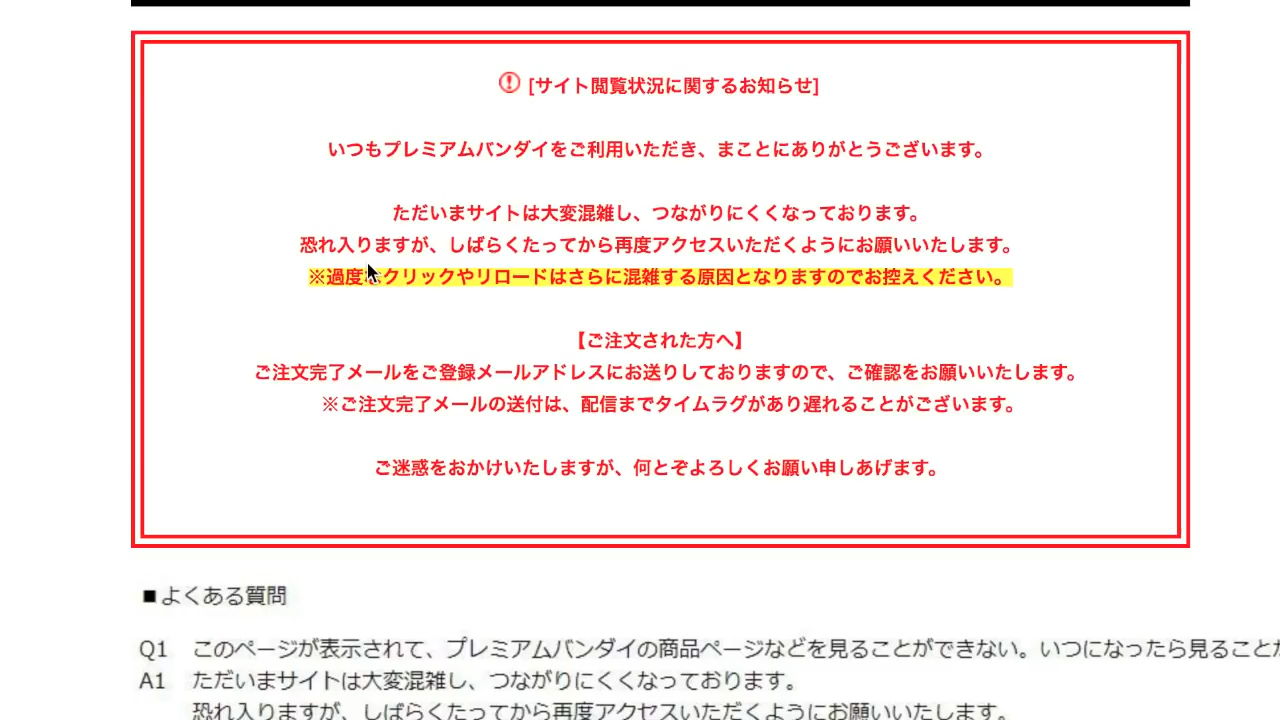 [サイト閲覧状況に関するお知らせ]
いつもプレミアムバンダイをご利用いただき、まことにありがとうございます。
ただいまサイトは大変混雑し、つながりにくくなっております。
恐れ入りますが、しばらくたってから再度アクセスいただくようにお願いいたします。
※過度なクリックやリロードはさらに混雑する原因となりますのでお控えください。
【ご注文された方へ】
ご注文完了メールをご登録メールアドレスにお送りしておりますので、ご確認をお願いいたします。
※ご注文完了メールの送付は、配信までタイムラグがあり遅れることがございます。
ご迷惑をおかけいたしますが、何とぞよろしくお願い申しあげます。
■よくある質問
Q1 このページが表示されて、プレミアムバンダイの商品ページなどを見ることができない。いつになったら見ること
A1 ただいまサイトは大変混雑し、つながりにくくなっております。
恐れ入りますが、しばらくたってから再度アクセスいただくようにお願いいたします。